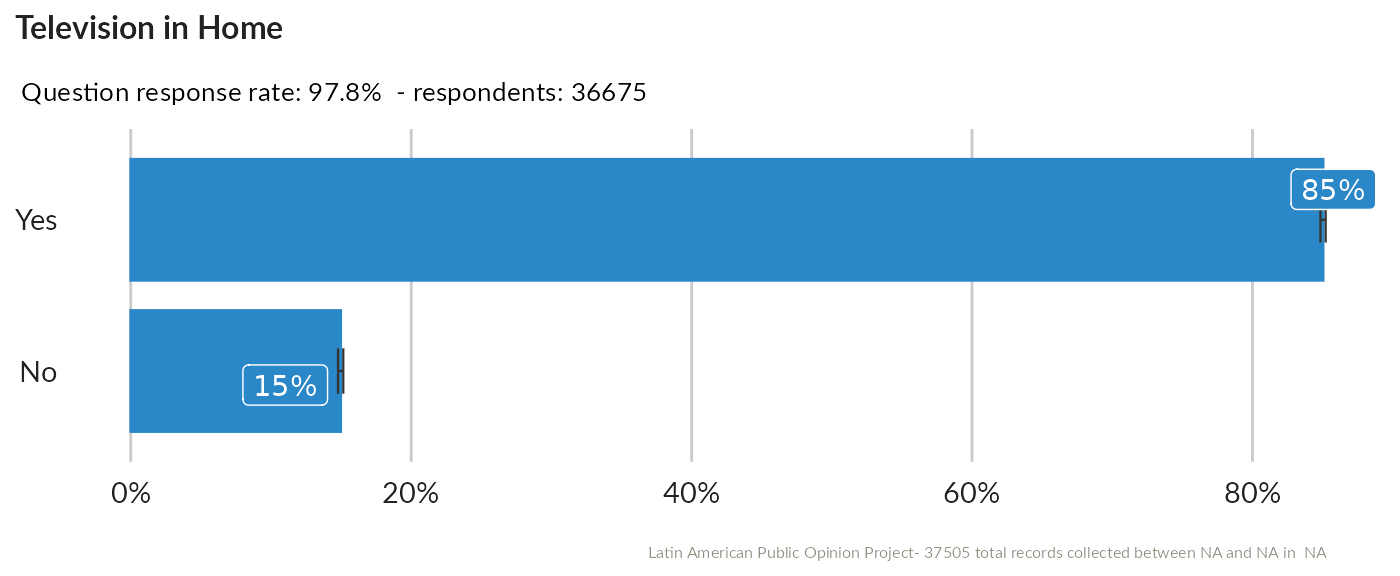 Television in Home
Question response rate: 97.8%  - respondents: 36675
Yes
85%
No
15%
0% 20% 40% 60% 80%
Latin American Public Opinion Project- 37505 total records collected between NA and NA in  NA